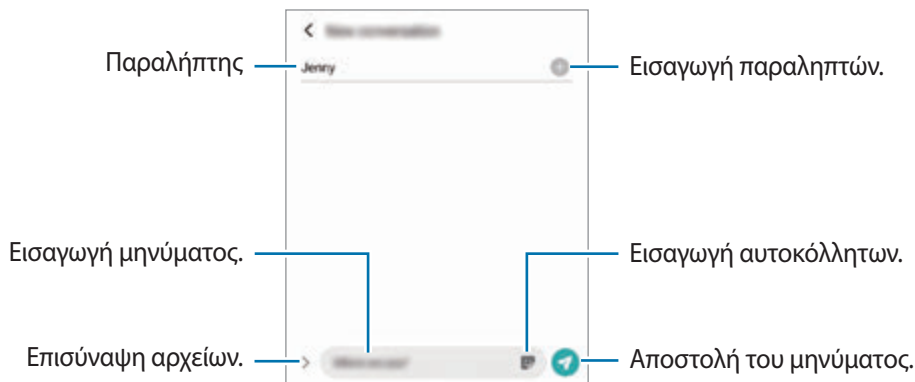 Παραλήπτης
Jenny
Εισαγωγή παραληπτών.
Εισαγωγή μηνύματος.
Εισαγωγή αυτοκόλλητων.
Επισύναψη αρχείων.
Αποστολή του μηνύματος.